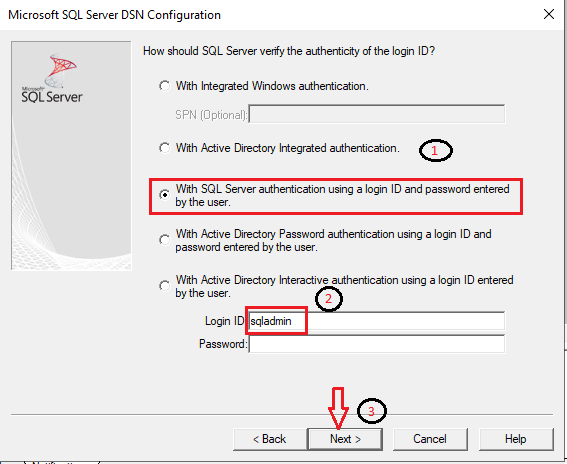 Microsoft SQL Server DSN Configuration
How should SQL Server verify the authenticity of the login ID?
Microsoft
SQL Server
With Integrated Windows authentication.
SPN (Optional):
With Active Directory Integrated authentication.
1
With SQL Server authentication using a login ID and password entered
by the user.
With Active Directory Password authentication using a login ID and
password entered by the user.
With Active Directory Interactive authentication using a login ID entered
by the user.
2
Login ID: sqladmin
Password:
3
< Back Next > Cancel Help